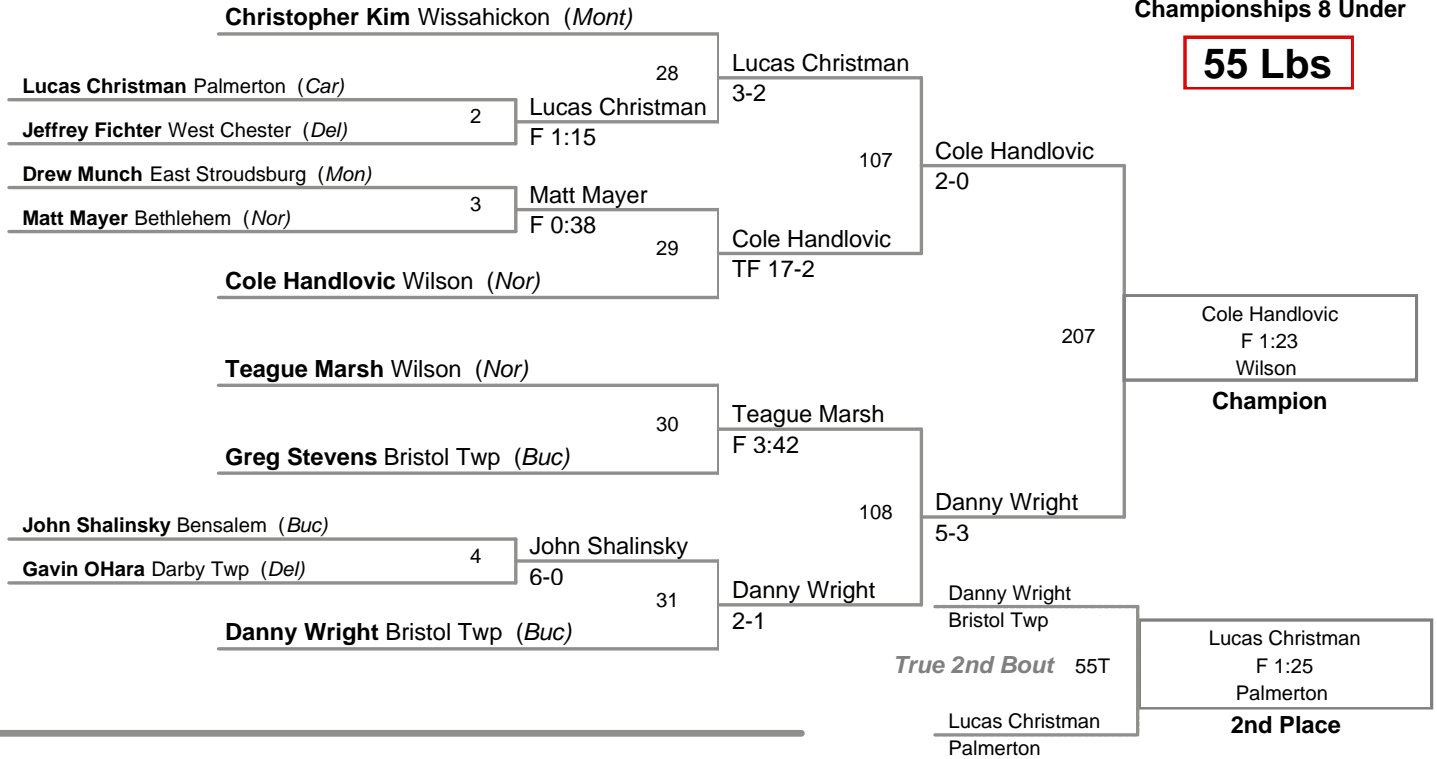 Championships 8 Under
55 Lbs
Christopher Kim Wissahickon (Mont)
28
Lucas Christman
3-2
Lucas Christman Palmerton (Car)
2
Lucas Christman
F 1:15
Jeffrey Fichter West Chester (Del)
107
Cole Handlovic
2-0
Drew Munch East Stroudsburg (Mon)
3
Matt Mayer
F 0:38
Matt Mayer Bethlehem (Nor)
29
Cole Handlovic
TF 17-2
Cole Handlovic Wilson (Nor)
207
Cole Handlovic
F 1:23
Wilson
Champion
Teague Marsh Wilson (Nor)
30
Teague Marsh
F 3:42
Greg Stevens Bristol Twp (Buc)
108
Danny Wright
5-3
John Shalinsky Bensalem (Buc)
4
John Shalinsky
6-0
Gavin OHara Darby Twp (Del)
31
Danny Wright
2-1
Danny Wright Bristol Twp (Buc)
Danny Wright
Bristol Twp
True 2nd Bout 55T
Lucas Christman
F 1:25
Palmerton
2nd Place
Lucas Christman
Palmerton